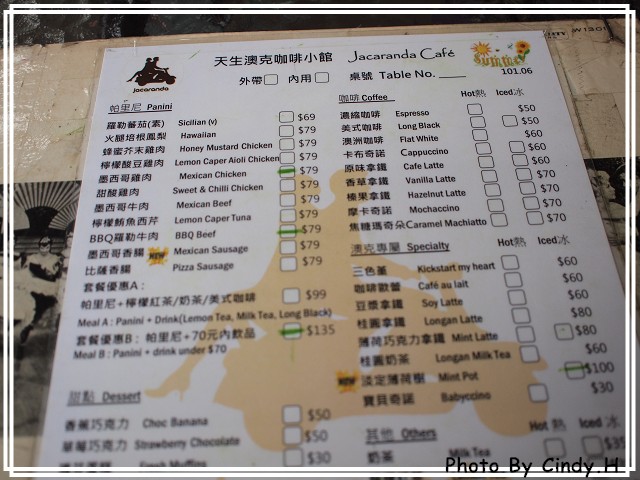 天生澳克咖啡小館 Jacaranda Café
Summer
jacaranda
外帶 內用 桌號 Table No.
101.06
帕里尼 Panini
羅勒蕃茄(素) Sicilian (v) $69
火腿培根鳳梨 Hawaiian $79
蜂蜜芥末雞肉 Honey Mustard Chicken $79
檸檬酸豆雞肉 Lemon Caper Aioli Chicken $79
墨西哥雞肉 Mexican Chicken $79
甜酸雞肉 Sweet & Chilli Chicken $79
墨西哥牛肉 Mexican Beef $79
檸檬鮪魚西芹 Lemon Caper Tuna $79
BBQ羅勒牛肉 BBQ Beef $79
墨西哥香腸 NEW Mexican Sausage $79
比薩香腸 Pizza Sausage $79
套餐優惠A：
帕里尼+檸檬紅茶/奶茶/美式咖啡 $99
Meal A : Panini + Drink(Lemon Tea, Milk Tea, Long Black)
套餐優惠B： 帕里尼+70元內飲品 $135
Meal B : Panini + drink under $70
甜點 Dessert
香蕉巧克力 Choc Banana $50
草莓巧克力 Strawberry Chocolate $50
Fresh Muffins $30
咖啡 Coffee Hot熱 Iced冰
濃縮咖啡 Espresso $50
美式咖啡 Long Black $50
澳洲咖啡 Flat White $60
卡布奇諾 Cappuccino $60
原味拿鐵 Cafe Latte $60
香草拿鐵 Vanilla Latte $70
榛果拿鐵 Hazelnut Latte $70
摩卡奇諾 Mochaccino $70
焦糖瑪奇朵 Caramel Machiatto $70
澳克專屬 Specialty Hot熱 Iced冰
三色堇 Kickstart my heart $60
咖啡歐蕾 Café au lait $60
豆漿拿鐵 Soy Latte $60
桂圓拿鐵 Longan Latte $80
薄荷巧克力拿鐵 Mint Latte $80
桂圓奶茶 Longan Milk Tea $60
NEW 淡定薄荷樹 Mint Pot $100
寶貝奇諾 Babyccino $30
其他 Others Hot熱 Iced冰
奶茶 Milk Tea
Photo By Cindy.H